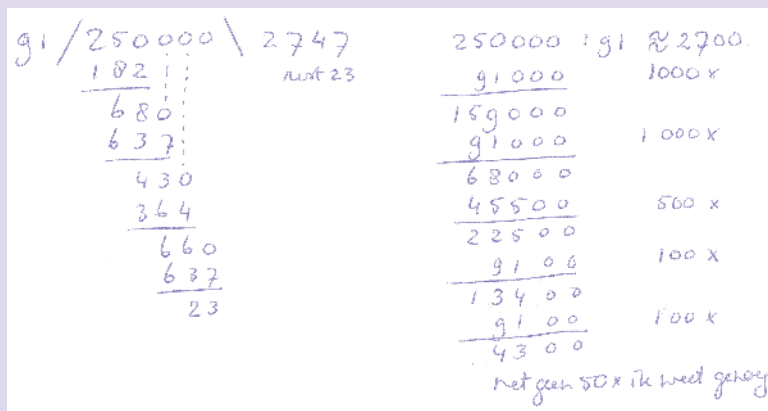 91 / 250000 \ 2747
182
rest 23
680
637
430
364
660
637
23
250000 : 91 ≈ 2700.
91000 1000 x
159000
91000 1000 x
68000
45500 500 x
22500
9100 100 x
13400
9100 100 x
4300
net geen 50x ik weet genoeg